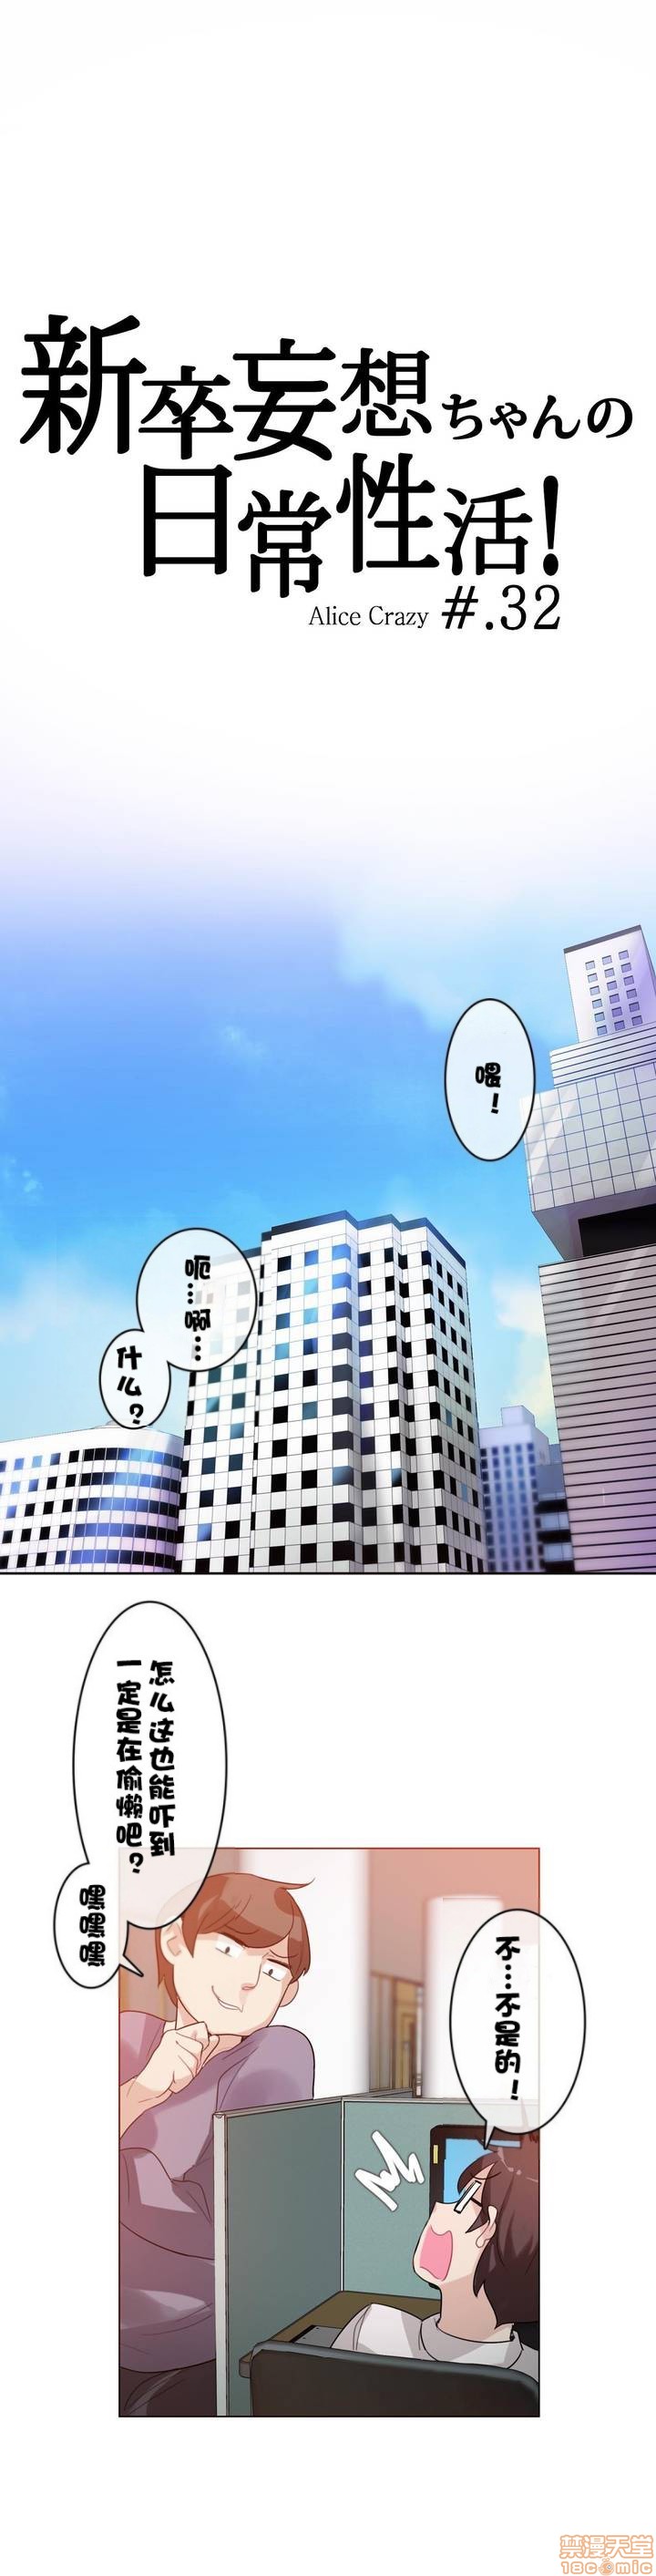 新卒妄想ちゃんの
日常性活！
Alice Crazy #.32
喂！
呃…啊…
什么？
怎么这也能吓到
一定是在偷懒吧？
嘿嘿嘿
不…不是的！
禁漫天堂
18comic